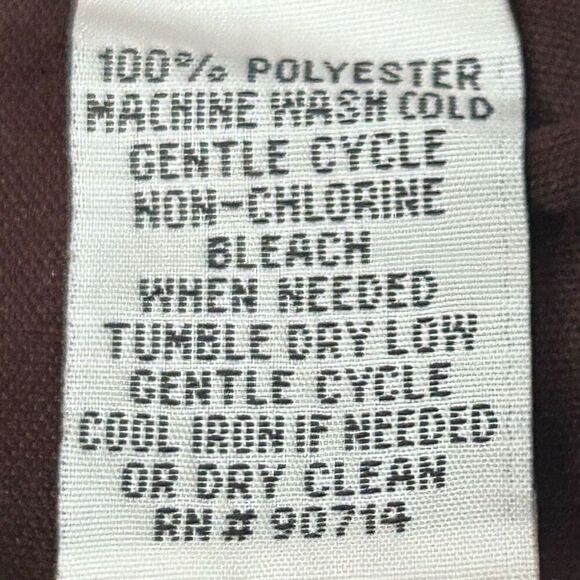 100% POLYESTER
MACHINE WASH COLD
GENTLE CYCLE
NON-CHLORINE
BLEACH
WHEN NEEDED
TUMBLE DRY LOW
GENTLE CYCLE
COOL IRON IF NEEDED
OR DRY CLEAN
RN# 90714